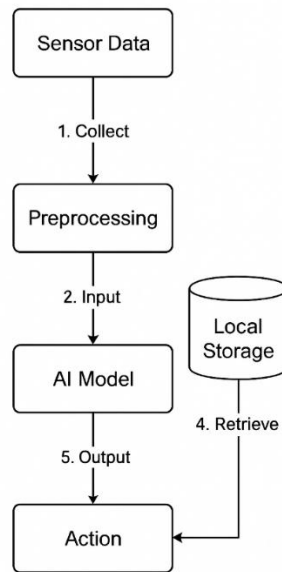 Sensor Data
1. Collect
Preprocessing
2. Input
Local
Storage
AI Model
4. Retrieve
5. Output
Action